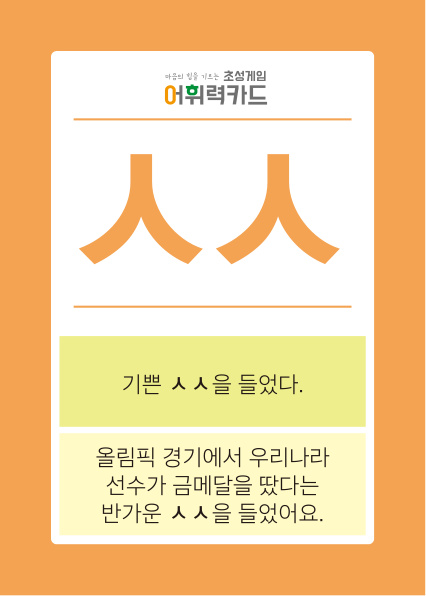 마음의 힘을 기르는 초성게임
어휘력카드
ㅅㅅ
기쁜 ㅅㅅ을 들었다.
올림픽 경기에서 우리나라
선수가 금메달을 땄다는
반가운 ㅅㅅ을 들었어요.